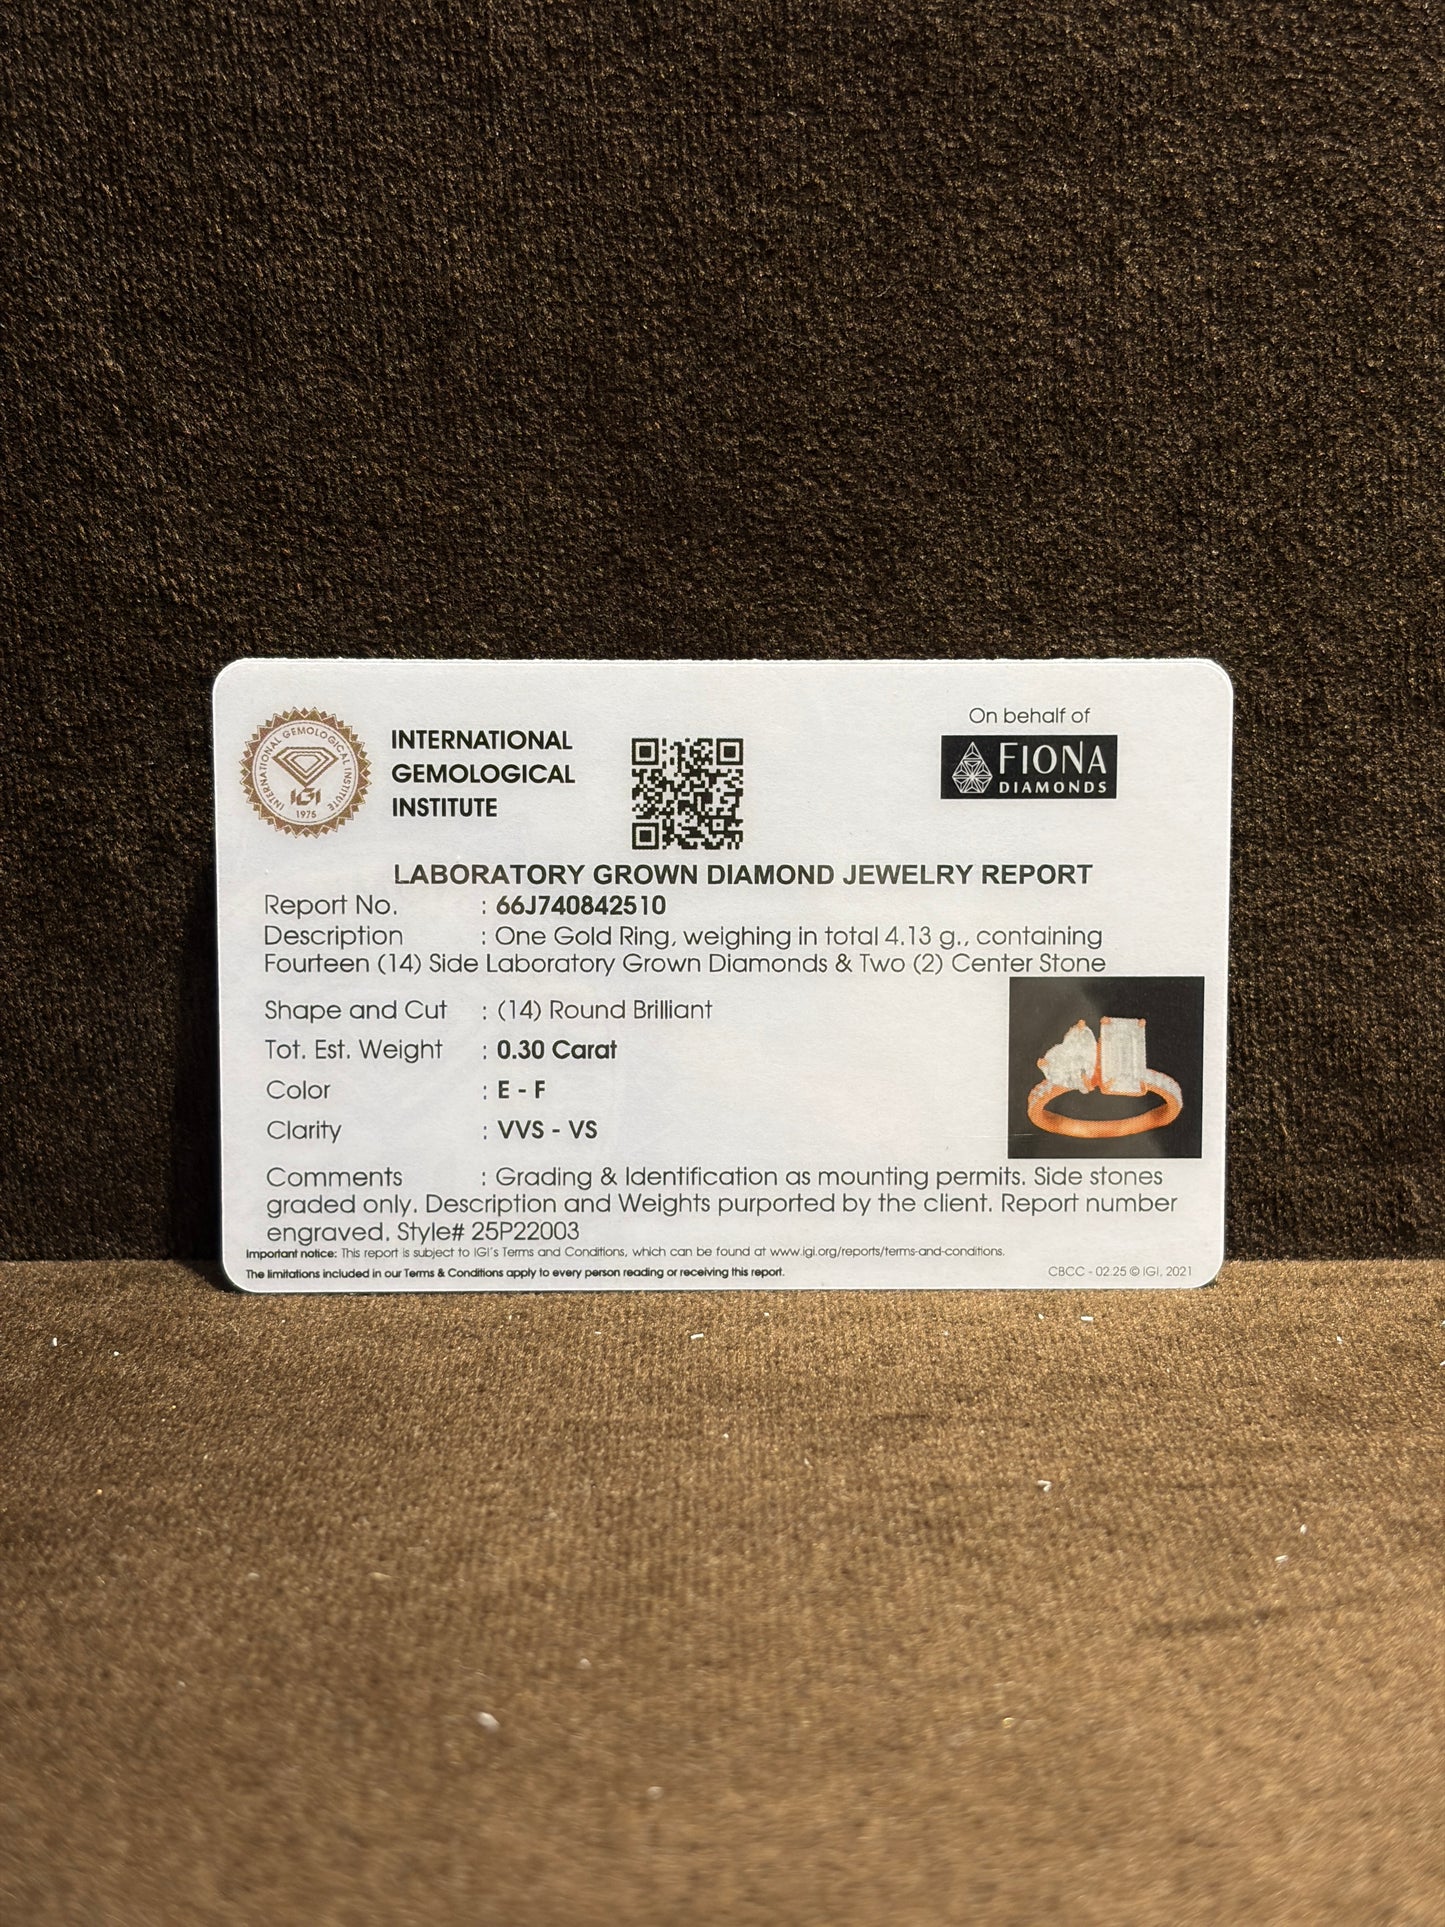 On behalf of
FIONA
DIAMONDS
INTERNATIONAL GEMOLOGICAL INSTITUTE
IGI
1975
INTERNATIONAL
GEMOLOGICAL
INSTITUTE
LABORATORY GROWN DIAMOND JEWELRY REPORT
Report No. : 66J740842510
Description : One Gold Ring, weighing in total 4.13 g., containing
Fourteen (14) Side Laboratory Grown Diamonds & Two (2) Center Stone
Shape and Cut : (14) Round Brilliant
Tot. Est. Weight : 0.30 Carat
Color : E - F
Clarity : VVS - VS
Comments : Grading & Identification as mounting permits. Side stones
graded only. Description and Weights purported by the client. Report number
engraved. Style# 25P22003
Important notice: This report is subject to IGI's Terms and Conditions, which can be found at www.igi.org/reports/terms-and-conditions.
The limitations included in our Terms & Conditions apply to every person reading or receiving this report.
CBCC - 02.25 © IGI, 2021